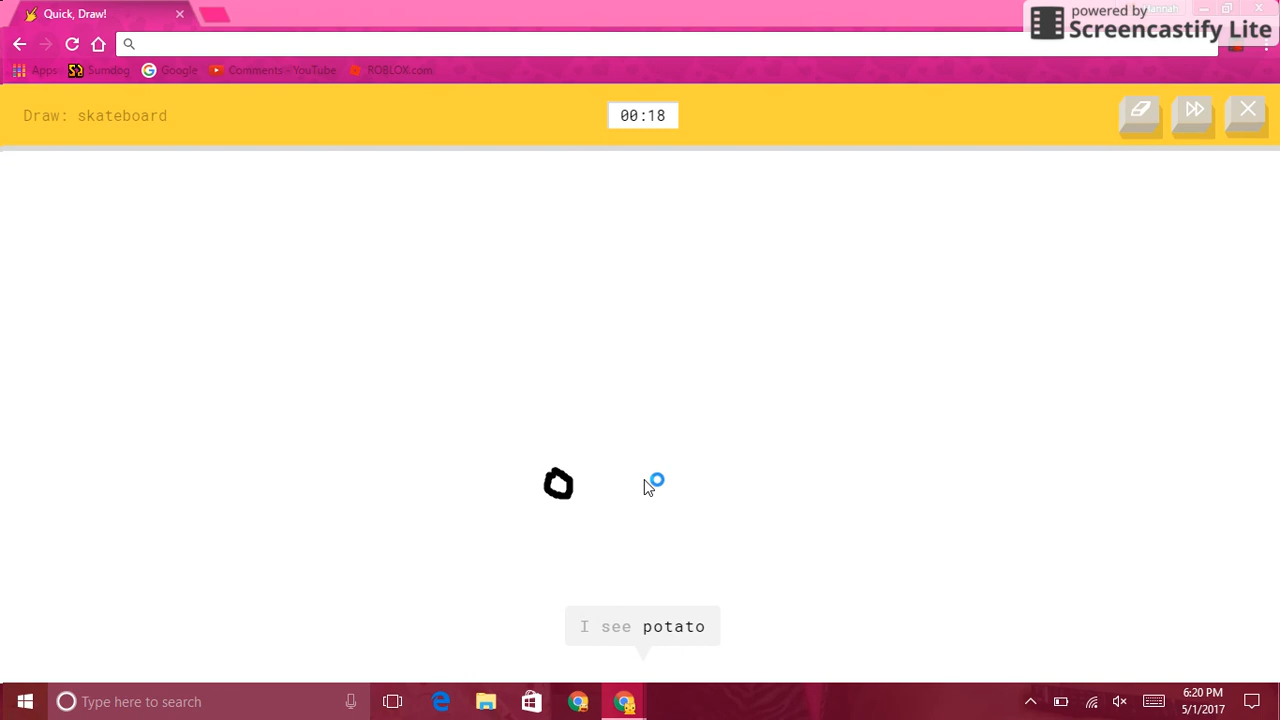 Quick, Draw!
Hannah
powered by
Screencastify Lite
Apps
Sumdog
Google
Comments - YouTube
ROBLOX.com
Draw: skateboard
00:18
I see potato
Type here to search
6:20 PM
5/1/2017